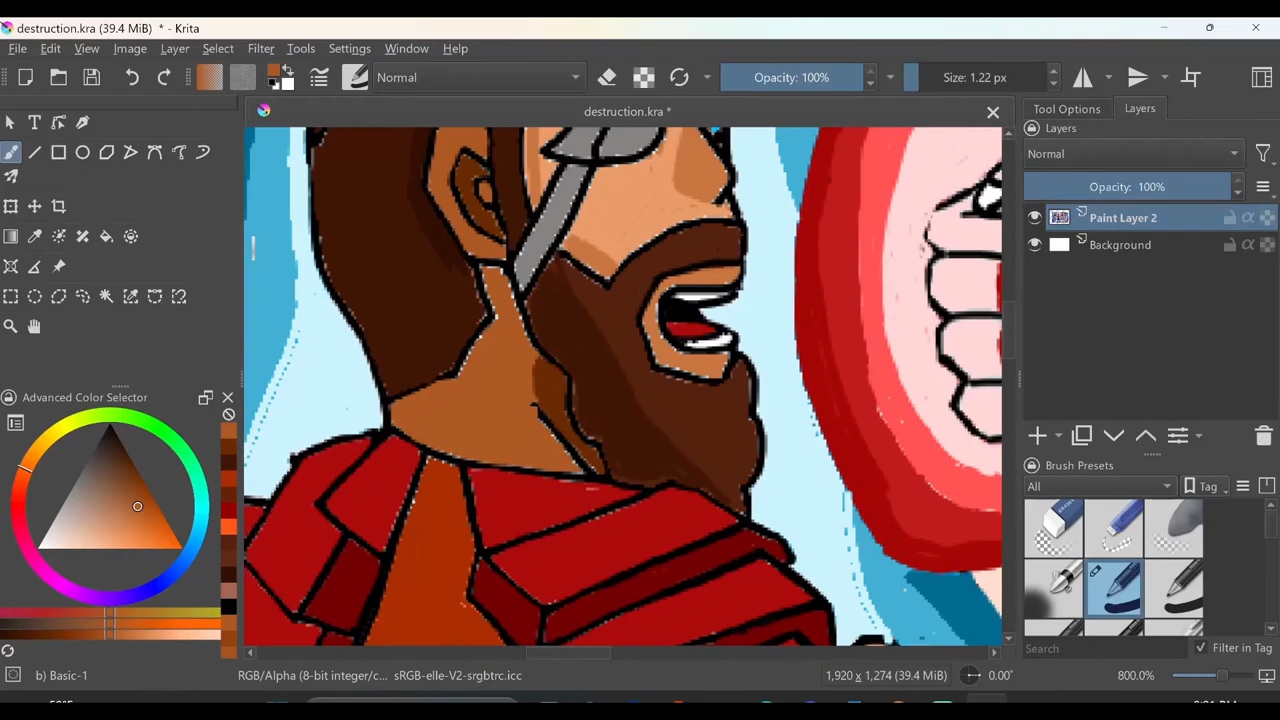 destruction.kra (39.4 MiB) * - Krita
File Edit View Image Layer Select Filter Tools Settings Window Help
Normal
Opacity: 100%
Size: 1.22 px
destruction.kra *
Tool Options
Layers
Layers
Normal
Opacity: 100%
Paint Layer 2
Background
Advanced Color Selector
Brush Presets
All
Tag
Search
Filter in Tag
b) Basic-1
RGB/Alpha (8-bit integer/c... sRGB-elle-V2-srgbtrc.icc
1,920 x 1,274 (39.4 MiB)
0.00°
800.0%